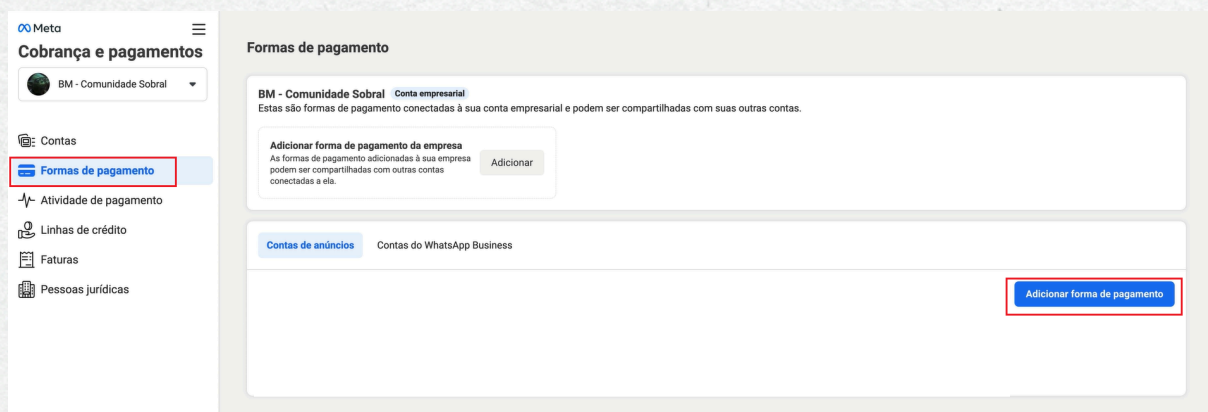 Meta
Cobrança e pagamentos
BM - Comunidade Sobral
Contas
Formas de pagamento
Atividade de pagamento
Linhas de crédito
Faturas
Pessoas jurídicas
Formas de pagamento
BM - Comunidade Sobral Conta empresarial
Estas são formas de pagamento conectadas à sua conta empresarial e podem ser compartilhadas com suas outras contas.
Adicionar forma de pagamento da empresa
As formas de pagamento adicionadas à sua empresa
podem ser compartilhadas com outras contas
conectadas a ela.
Adicionar
Contas de anúncios Contas do WhatsApp Business
Adicionar forma de pagamento